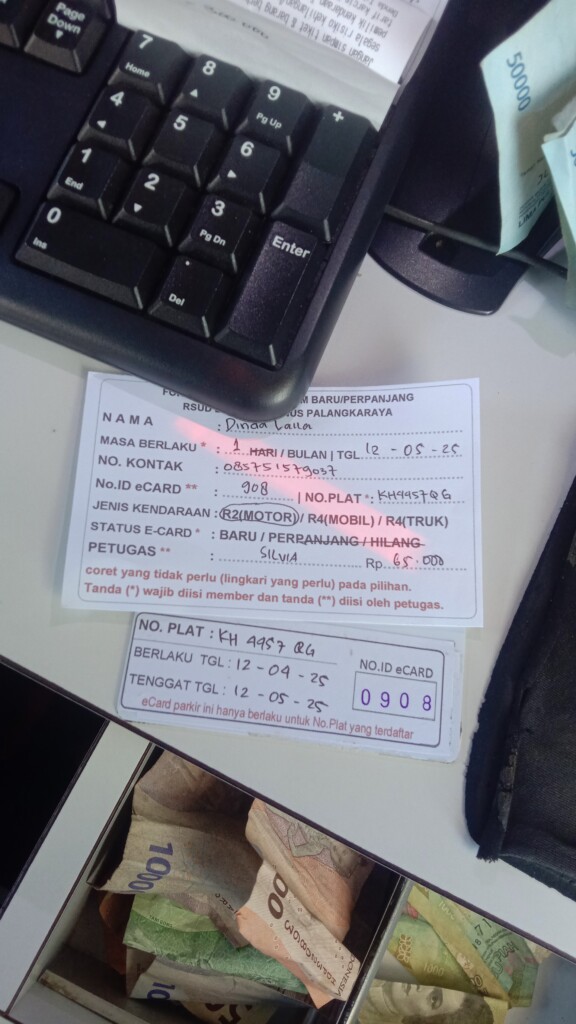 Page
Down
7
Home
8
9
Pg Up
+
4
5
6
1
End
2
3
Pg Dn
Enter
0
Ins
.
Del
50000
BARU/PERPANJANG
RSUD PALANGKARAYA
NAMA : Dinda Laila
MASA BERLAKU * : 1 HARI / BULAN | TGL. 12 - 05 - 25
NO. KONTAK : 085751579037
No.ID eCARD ** : 908 | NO.PLAT * : KH4957QG
JENIS KENDARAAN : R2(MOTOR) / R4(MOBIL) / R4(TRUK)
STATUS E-CARD * : BARU / PERPANJANG / HILANG
PETUGAS ** : SILVIA Rp. 65.000
coret yang tidak perlu (lingkari yang perlu) pada pilihan.
Tanda (*) wajib diisi member dan tanda (**) diisi oleh petugas.
NO. PLAT : KH 4957 QG
BERLAKU TGL : 12 - 04 - 25
TENGGAT TGL : 12 - 05 - 25
NO.ID eCARD
0908
eCard parkir ini hanya berlaku untuk No.Plat yang terdaftar
1000